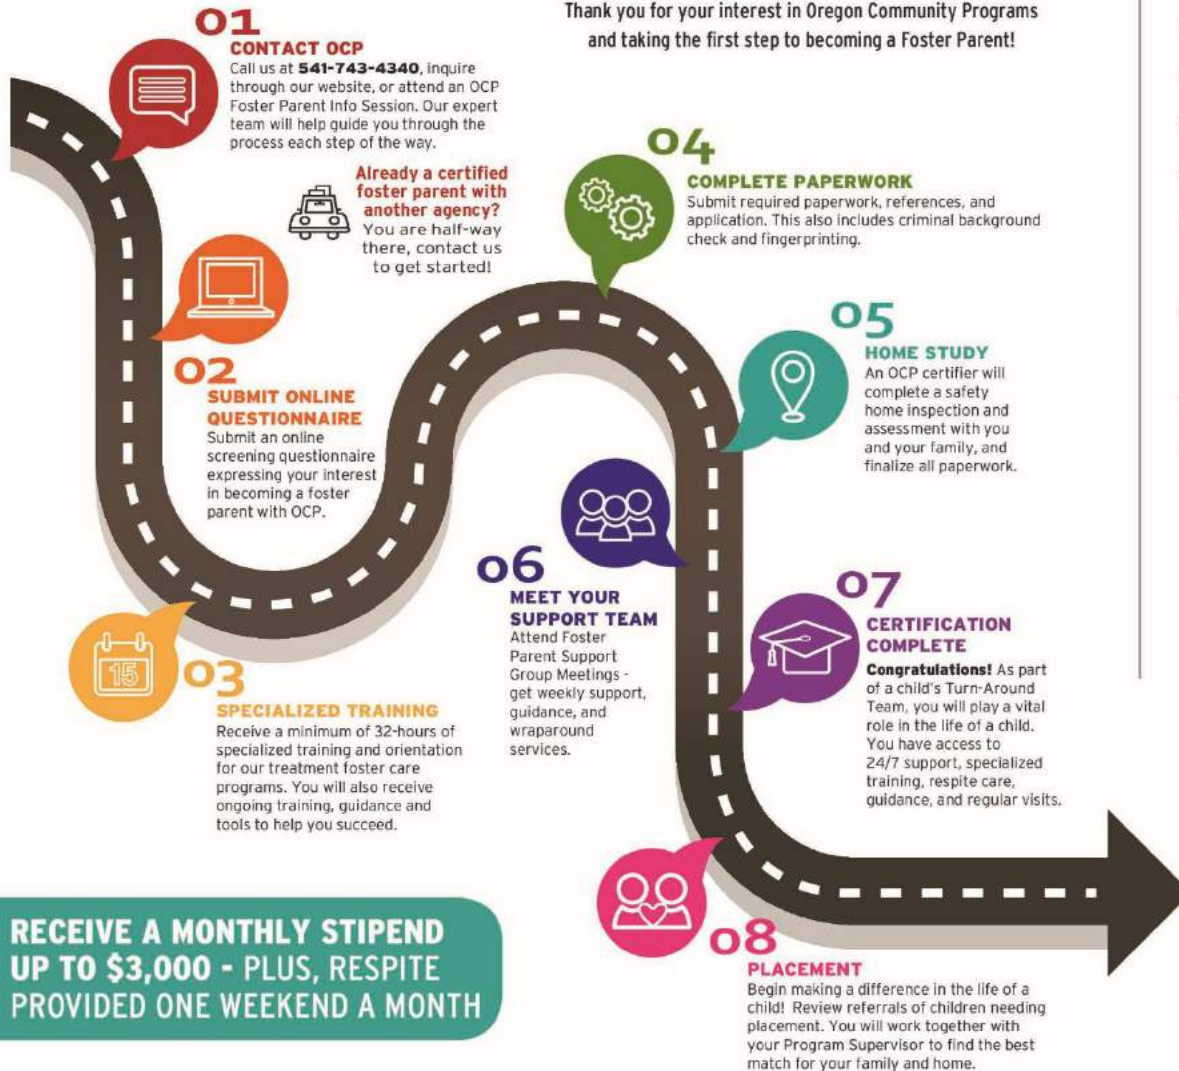 Thank you for your interest in Oregon Community Programs
and taking the first step to becoming a Foster Parent!
01
CONTACT OCP
Call us at 541-743-4340, inquire
through our website, or attend an OCP
Foster Parent Info Session. Our expert
team will help guide you through the
process each step of the way.
Already a certified
foster parent with
another agency?
You are half-way
there, contact us
to get started!
02
SUBMIT ONLINE
QUESTIONNAIRE
Submit an online
screening questionnaire
expressing your interest
in becoming a foster
parent with OCP.
15
03
SPECIALIZED TRAINING
Receive a minimum of 32-hours of
specialized training and orientation
for our treatment foster care
programs. You will also receive
ongoing training, guidance and
tools to help you succeed.
04
COMPLETE PAPERWORK
Submit required paperwork, references, and
application. This also includes criminal background
check and fingerprinting.
05
HOME STUDY
An OCP certifier will
complete a safety
home inspection and
assessment with you
and your family, and
finalize all paperwork.
06
MEET YOUR
SUPPORT TEAM
Attend Foster
Parent Support
Group Meetings -
get weekly support,
guidance, and
wraparound
services.
07
CERTIFICATION
COMPLETE
Congratulations! As part
of a child's Turn-Around
Team, you will play a vital
role in the life of a child.
You have access to
24/7 support, specialized
training, respite care,
guidance, and regular visits.
08
PLACEMENT
Begin making a difference in the life of a
child! Review referrals of children needing
placement. You will work together with
your Program Supervisor to find the best
match for your family and home.
RECEIVE A MONTHLY STIPEND
UP TO $3,000 - PLUS, RESPITE
PROVIDED ONE WEEKEND A MONTH